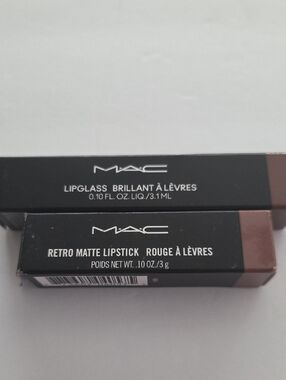 MAC
LIPGLASS BRILLANT À LÈVRES
0.10 FL. OZ. LIQ./3.1 ML
MAC
RETRO MATTE LIPSTICK ROUGE À LÈVRES
POIDS NET WT. .10 OZ./3 g